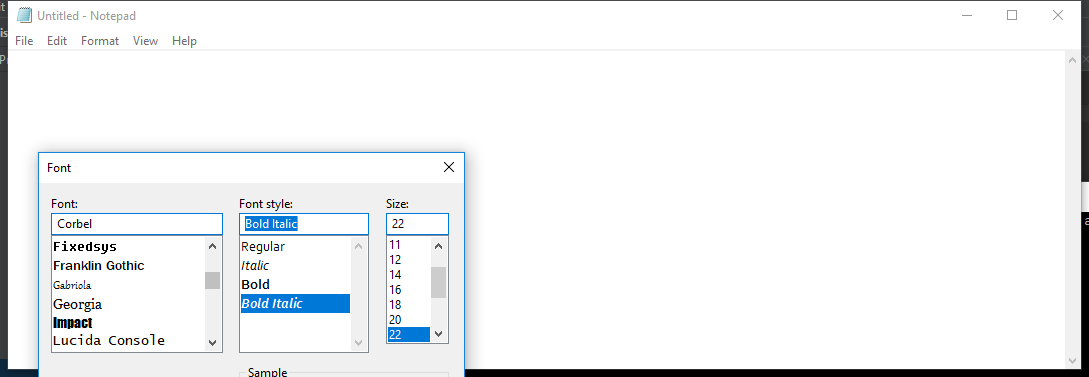 Untitled - Notepad
File Edit Format View Help
Font
Font: Font style: Size:
Corbel Bold Italic 22
Fixedsys Regular 11
Franklin Gothic Italic 12
Gabriola Bold 14
Georgia Bold Italic 16
Impact 18
Lucida Console 20
22
Sample